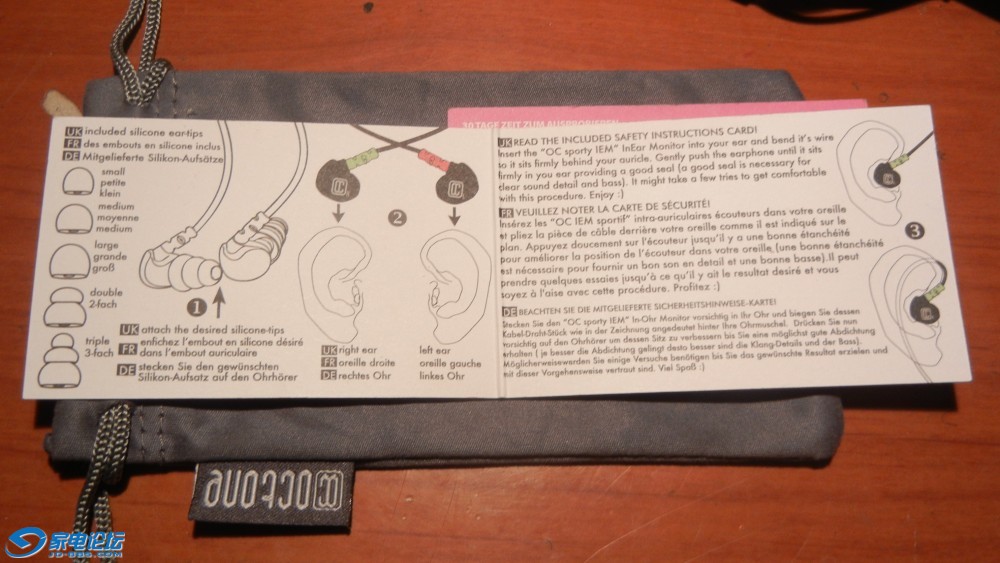 30 TAGE ZEIT ZUM AUSPROBIEREN
UK included silicone ear-tips
FR des embouts en silicone inclus
DE Mitgelieferte Silikon-Aufsätze
small
petite
klein
medium
moyenne
medium
large
grande
groß
double
2-fach
triple
3-fach
1
UK attach the desired silicone-tips
FR enfichez l'embout en silicone désiré
dans l'embout auriculaire
DE stecken Sie den gewünschten
Silikon-Aufsatz auf den Ohrhörer
2
UK right ear
FR oreille droite
DE rechtes Ohr
left ear
oreille gauche
linkes Ohr
UK READ THE INCLUDED SAFETY INSTRUCTIONS CARD!
Insert the "OC sporty IEM" InEar Monitor into your ear and bend it's wire
so it sits firmly behind your auricle. Gently push the earphone until it sits
firmly in you ear providing a good seal (a good seal is necessary for
clear sound detail and bass). It might take a few tries to get comfortable
with this procedure. Enjoy :)
FR VEUILLEZ NOTER LA CARTE DE SÉCURITÉ!
Insérez les "OC IEM sportif" intra-auriculaires écouteurs dans votre oreille
et pliez la pièce de câble derrière votre oreille comme il est indiqué sur le
plan. Appuyez doucement sur l'écouteur jusqu'il y a une bonne étanchéité
pour améliorer la position de l'écouteur dans votre oreille (une bonne étanchéité
est nécessaire pour fournir un bon son en detail et une bonne basse).Il peut
prendre quelques essaies jusqu'à ce qu'il y ait le resultat desiré et vous
soyez à l'aise avec cette procédure. Profitez :)
DE BEACHTEN SIE DIE MITGELIEFERTE SICHERHEITSHINWEISE-KARTE!
Stecken Sie den "OC sporty IEM" In-Ohr Monitor vorsichtig in Ihr Ohr und biegen Sie dessen
Kabel-Draht-Stück wie in der Zeichnung angedeutet hinter Ihre Ohrmuschel. Drücken Sie nun
vorsichtig auf den Ohrhörer um dessen Sitz zu verbessern bis Sie eine möglichst gute Abdichtung
erhalten ( je besser die Abdichtung gelingt desto besser sind die Klang-Details und der Bass).
Möglicherweisewerden Sie einige Versuche benötigen bis Sie das gewünschte Resultat erzielen und
mit dieser Vorgehensweise vertraut sind. Viel Spaß :)
3
octone
家电论坛
JD-BBS.COM